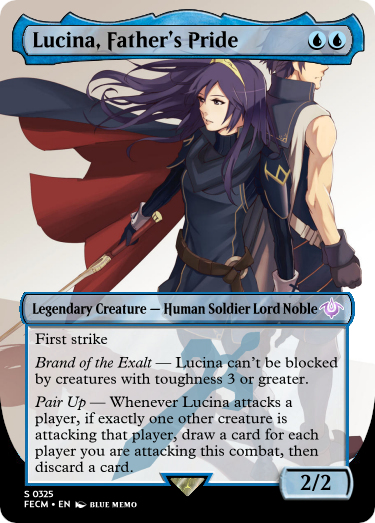 Lucina, Father's Pride
Legendary Creature — Human Soldier Lord Noble
First strike
Brand of the Exalt — Lucina can't be blocked
by creatures with toughness 3 or greater.
Pair Up — Whenever Lucina attacks a
player, if exactly one other creature is
attacking that player, draw a card for each
player you are attacking this combat, then
discard a card.
2/2
S 0325
FECM • EN BLUE MEMO